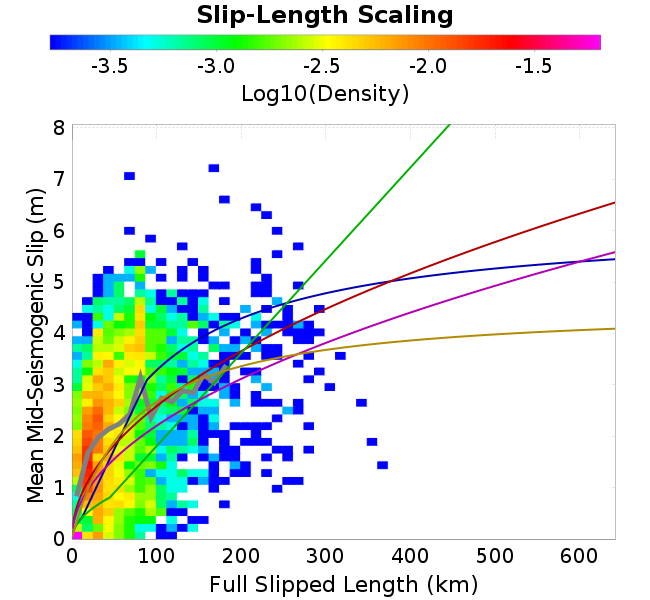 Slip-Length Scaling
-3.5 -3.0 -2.5 -2.0 -1.5
Log10(Density)
8
7
6
5
4
3
2
1
0
Mean Mid-Seismogenic Slip (m)
0 100 200 300 400 500 600
Full Slipped Length (km)